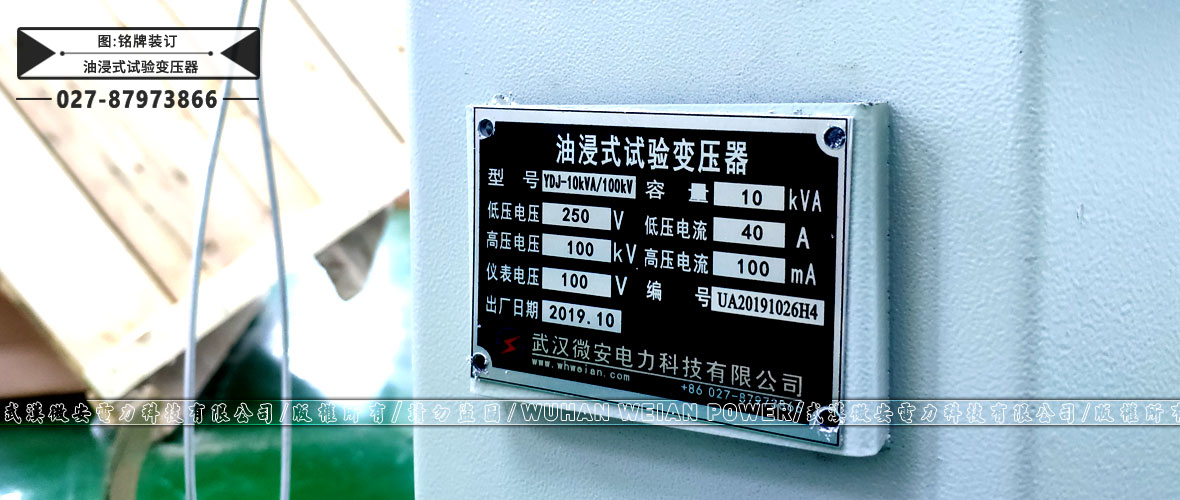 图:铭牌装订
油浸式试验变压器
027-87973866
油浸式试验变压器
型 号 YDJ-10kVA/100kV 容 量 10 kVA
低压电压 250 V 低压电流 40 A
高压电压 100 kV 高压电流 100 mA
仪表电压 100 V 编 号 UA20191026H4
出厂日期 2019.10
武汉微安电力科技有限公司
www.whweian.com
+86 027-87973
武漢微安電力科技有限公司/版權所有/請勿盜圖/WUHAN WEIAN POWER/武漢微安電力科技有限公司/版權所有